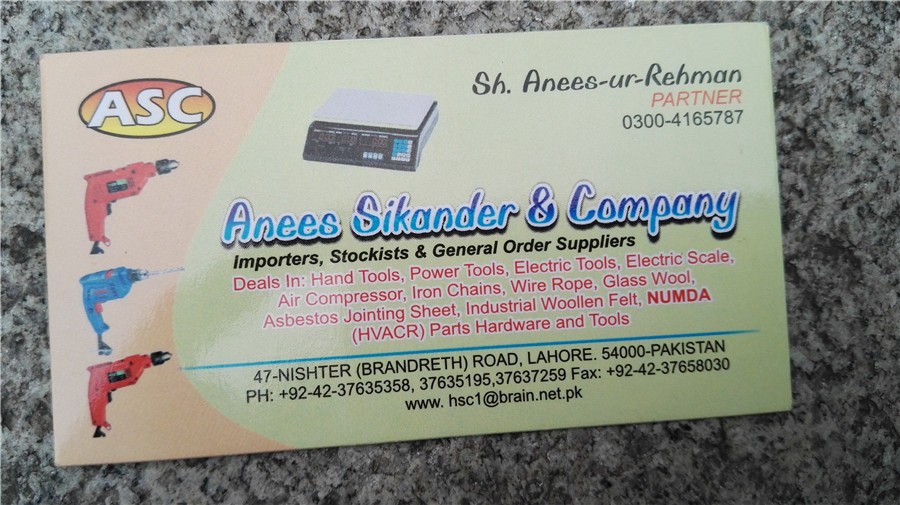 ASC
Sh. Anees-ur-Rehman
PARTNER
0300-4165787
Anees Sikander & Company
Importers, Stockists & General Order Suppliers
Deals In: Hand Tools, Power Tools, Electric Tools, Electric Scale,
Air Compressor, Iron Chains, Wire Rope, Glass Wool,
Asbestos Jointing Sheet, Industrial Woollen Felt, NUMDA
(HVACR) Parts Hardware and Tools
47-NISHTER (BRANDRETH) ROAD, LAHORE. 54000-PAKISTAN
PH: +92-42-37635358, 37635195,37637259 Fax: +92-42-37658030
www. hsc1@brain.net.pk